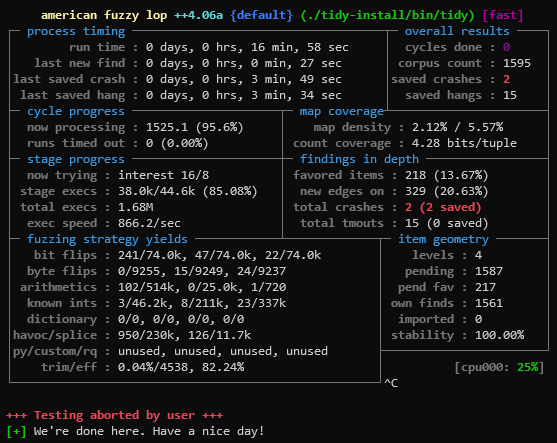 american fuzzy lop ++4.06a {default} (./tidy-install/bin/tidy) [fast]
process timing overall results
run time : 0 days, 0 hrs, 16 min, 58 sec cycles done : 0
last new find : 0 days, 0 hrs, 0 min, 27 sec corpus count : 1595
last saved crash : 0 days, 0 hrs, 3 min, 49 sec saved crashes : 2
last saved hang : 0 days, 0 hrs, 3 min, 34 sec saved hangs : 15
cycle progress map coverage
now processing : 1525.1 (95.6%) map density : 2.12% / 5.57%
runs timed out : 0 (0.00%) count coverage : 4.28 bits/tuple
stage progress findings in depth
now trying : interest 16/8 favored items : 218 (13.67%)
stage execs : 38.0k/44.6k (85.08%) new edges on : 329 (20.63%)
total execs : 1.68M total crashes : 2 (2 saved)
exec speed : 866.2/sec total tmouts : 15 (0 saved)
fuzzing strategy yields item geometry
bit flips : 241/74.0k, 47/74.0k, 22/74.0k levels : 4
byte flips : 0/9255, 15/9249, 24/9237 pending : 1587
arithmetics : 102/514k, 0/25.0k, 1/720 pend fav : 217
known ints : 3/46.2k, 8/211k, 23/337k own finds : 1561
dictionary : 0/0, 0/0, 0/0, 0/0 imported : 0
havoc/splice : 950/230k, 126/11.7k stability : 100.00%
py/custom/rq : unused, unused, unused, unused
trim/eff : 0.04%/4538, 82.24% [cpu000: 25%]
^C
+++ Testing aborted by user +++
[+] We're done here. Have a nice day!